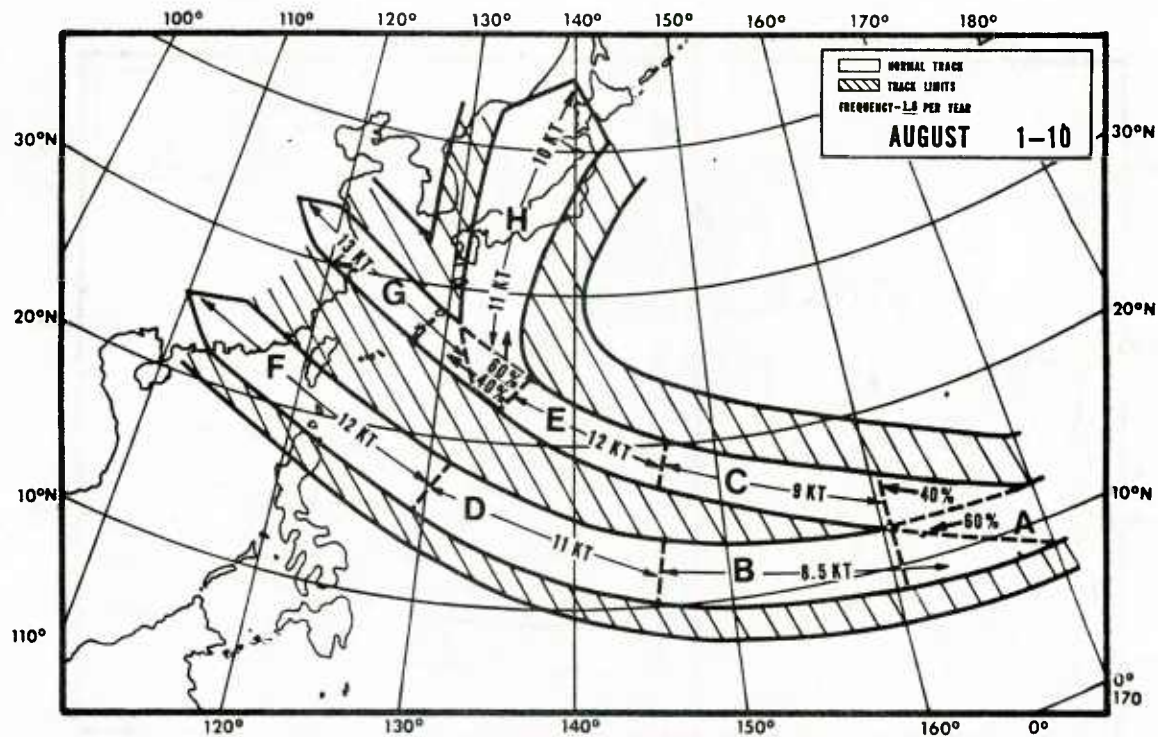 100° 110° 120° 130° 135° 140° 150° 160° 170° 180°
NORMAL TRACK
TRACK LIMITS
FREQUENCY-1.8 PER YEAR
AUGUST 1-10
30°N
30°N
10 KT
H
13 KT
G
11 KT
20°N
20°N
60%
40%
F
E
12 KT
12 KT
C
9 KT
40%
10°N
10°N
D
60%
A
11 KT
B
8.5 KT
110°
0°
170
120° 130° 140° 150° 160° 0°